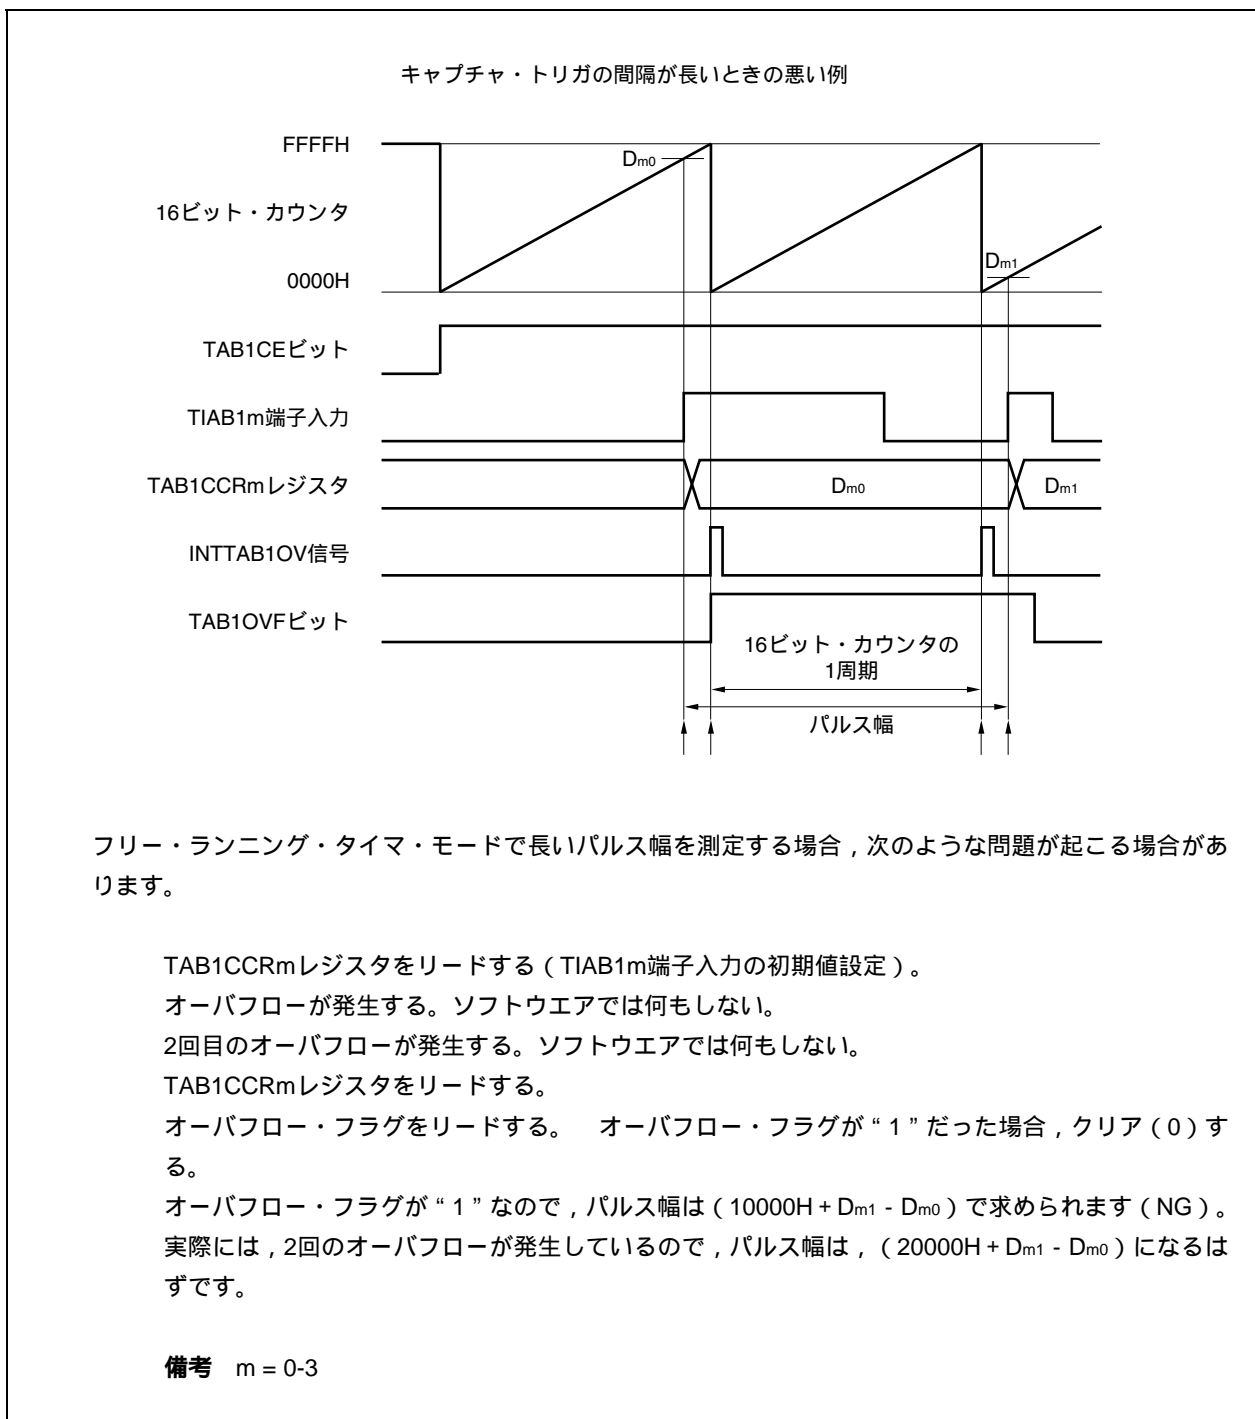 キャプチャ・トリガの間隔が長いときの悪い例
FFFFH
16ビット・カウンタ
0000H
Dm0
Dm1
TAB1CEビット
TIAB1m端子入力
TAB1CCRmレジスタ
Dm0
Dm1
INTTAB1OV信号
TAB1OVFビット
16ビット・カウンタの
1周期
パルス幅
フリー・ランニング・タイマ・モードで長いパルス幅を測定する場合，次のような問題が起こる場合があ
ります。
TAB1CCRmレジスタをリードする（TIAB1m端子入力の初期値設定）。
オーバフローが発生する。ソフトウエアでは何もしない。
2回目のオーバフローが発生する。ソフトウエアでは何もしない。
TAB1CCRmレジスタをリードする。
オーバフロー・フラグをリードする。　オーバフロー・フラグが“1”だった場合，クリア（0）す
る。
オーバフロー・フラグが“1”なので，パルス幅は（10000H + Dm1 - Dm0）で求められます（NG）。
実際には，2回のオーバフローが発生しているので，パルス幅は，（20000H + Dm1 - Dm0）になるは
ずです。
備考　m = 0-3